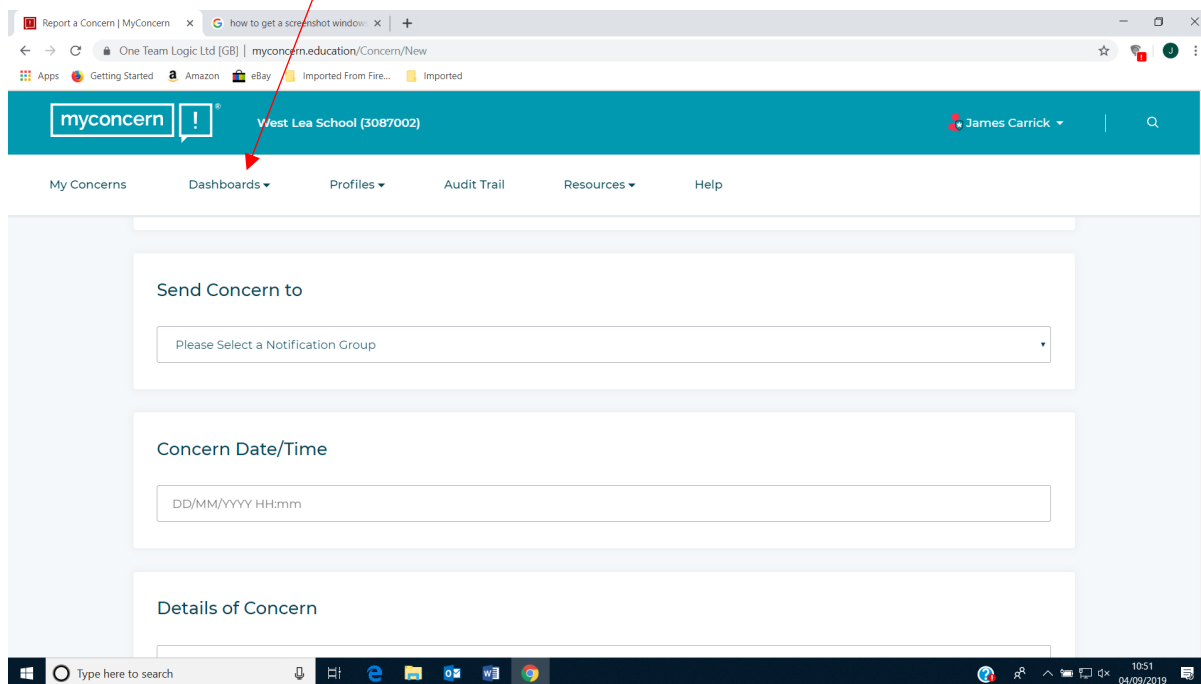 Report a Concern | MyConcern
how to get a screenshot windows
One Team Logic Ltd [GB] | myconcern.education/Concern/New
Apps Getting Started Amazon eBay Imported From Fire... Imported
myconcern ! ® West Lea School (3087002) James Carrick
My Concerns Dashboards Profiles Audit Trail Resources Help
Send Concern to
Please Select a Notification Group
Concern Date/Time
DD/MM/YYYY HH:mm
Details of Concern
Type here to search
10:51
04/09/2019